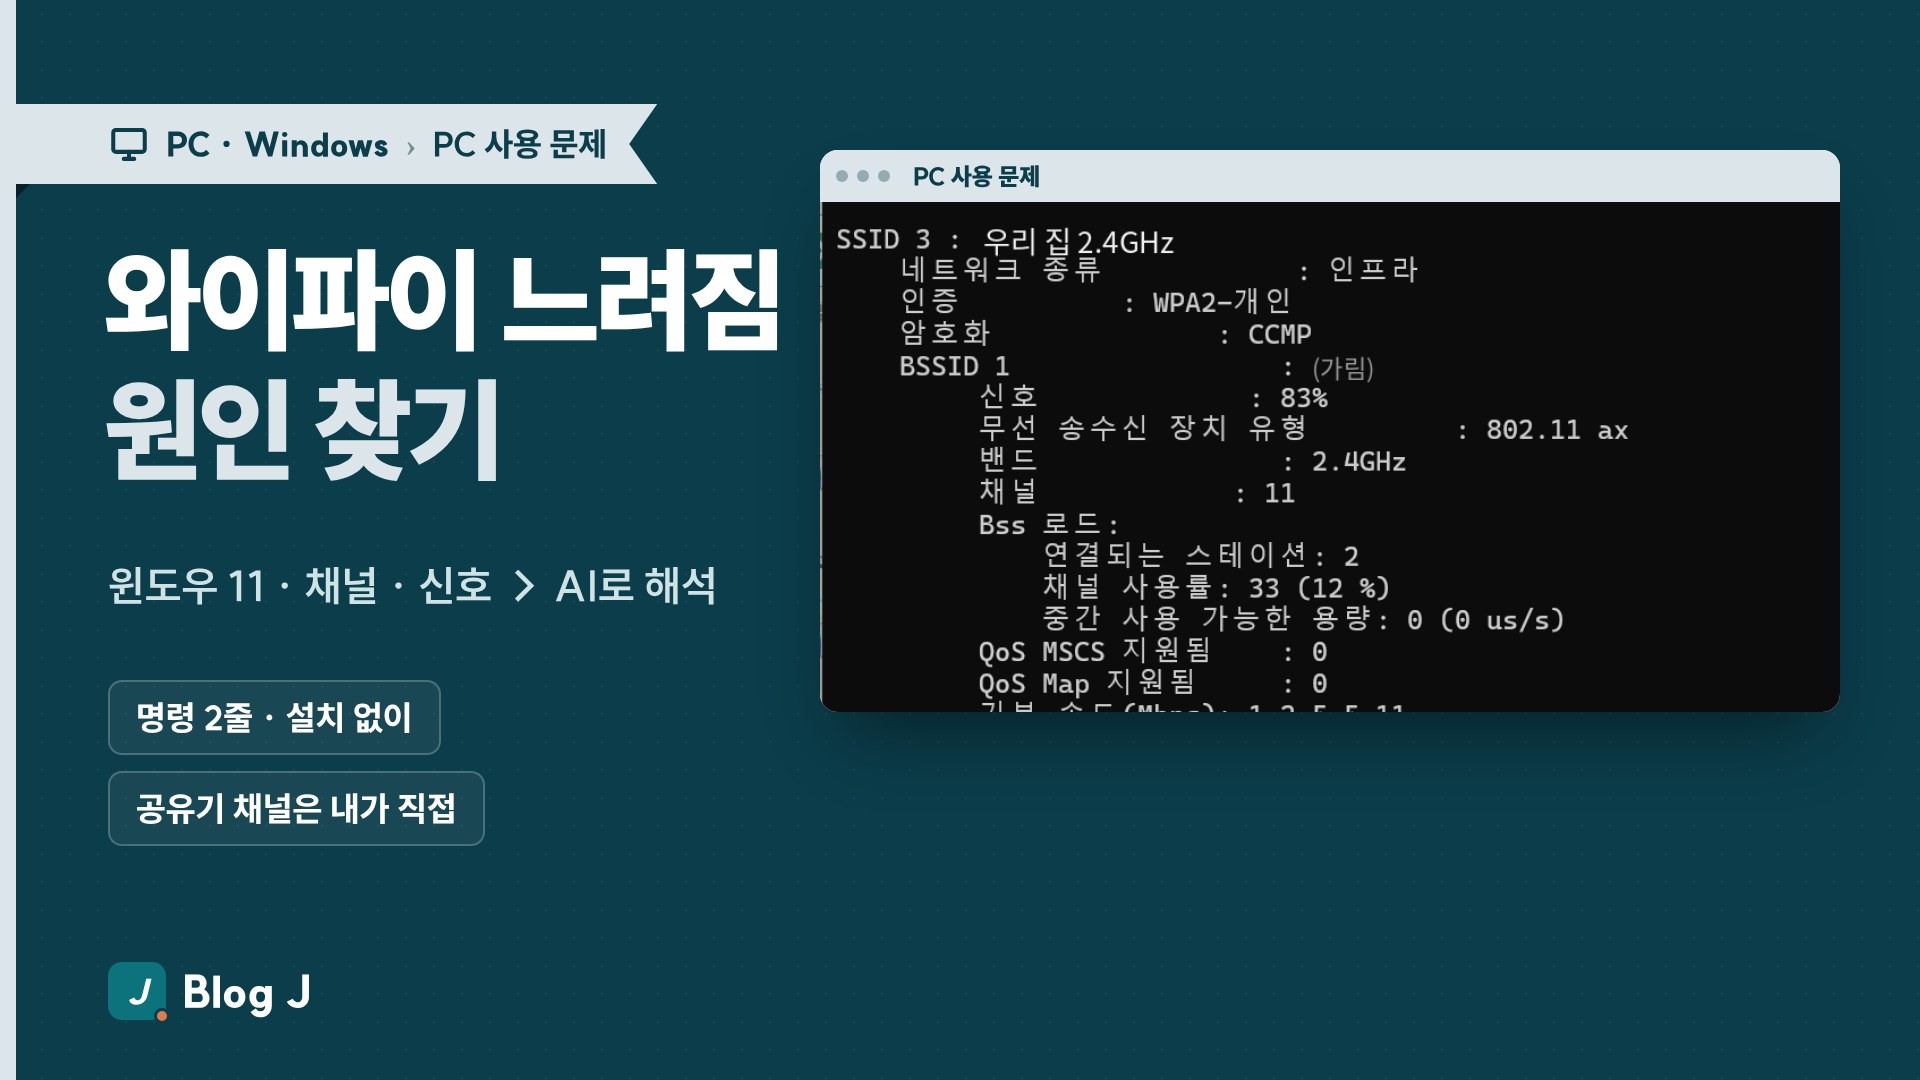 PC · Windows › PC 사용 문제
와이파이 느려짐
원인 찾기
윈도우 11 · 채널 · 신호 > AI로 해석
명령 2줄 · 설치 없이
공유기 채널은 내가 직접
J Blog J
PC 사용 문제
SSID 3 : 우리 집 2.4GHz
네트워크 종류 : 인프라
인증 : WPA2-개인
암호화 : CCMP
BSSID 1 : (가림)
신호 : 83%
무선 송수신 장치 유형 : 802.11 ax
밴드 : 2.4GHz
채널 : 11
Bss 로드:
연결되는 스테이션: 2
채널 사용률: 33 (12 %)
중간 사용 가능한 용량: 0 (0 us/s)
QoS MSCS 지원됨 : 0
QoS Map 지원됨 : 0